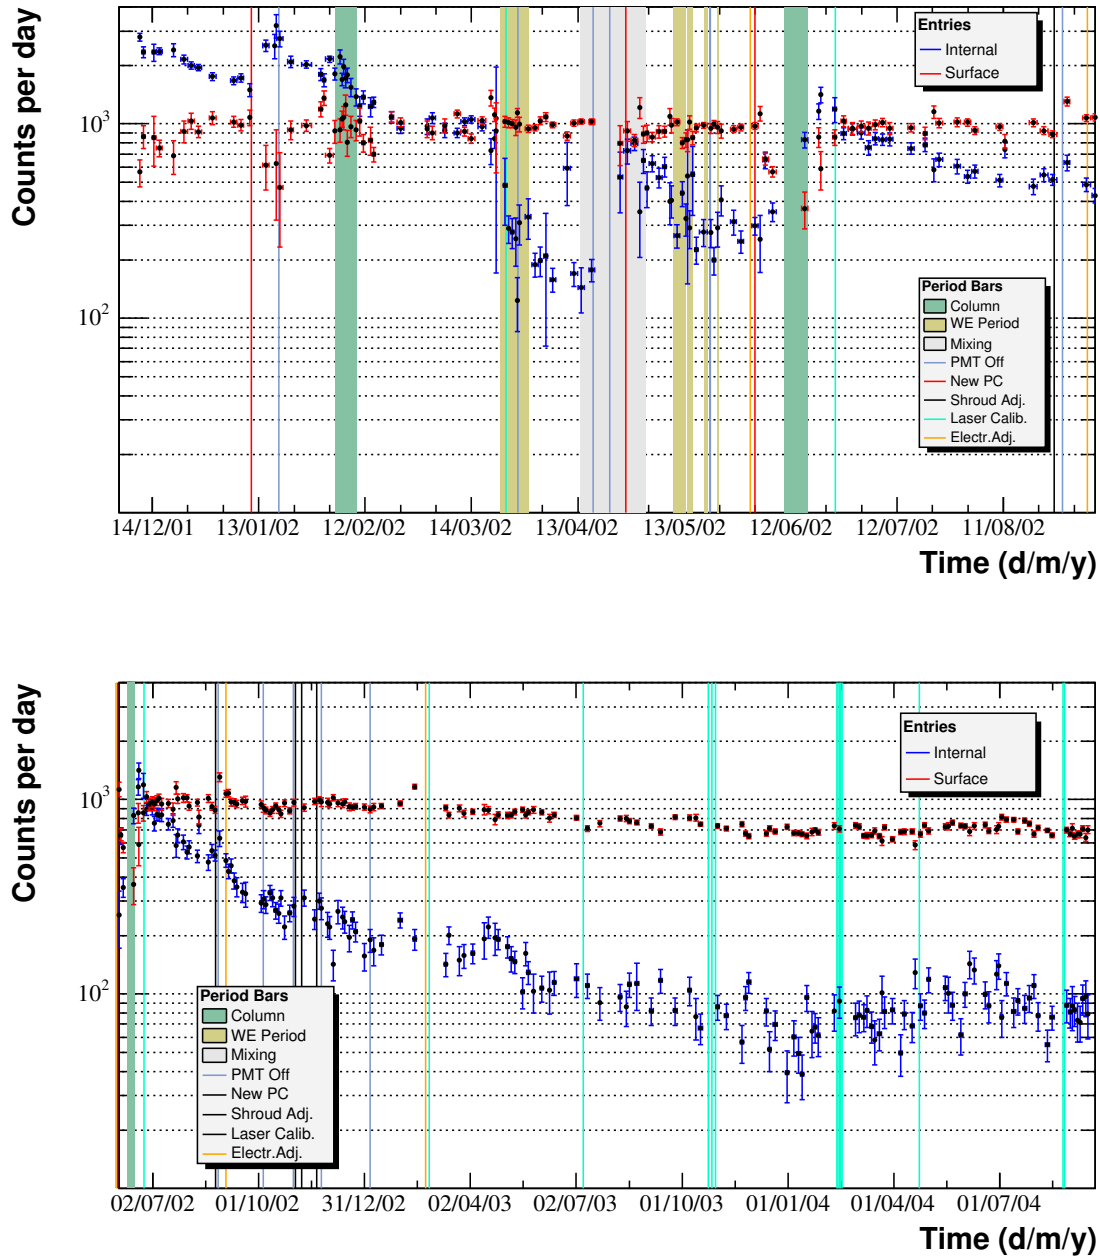 Counts per day
10^3
10^2
Entries
Internal
Surface
Period Bars
Column
WE Period
Mixing
PMT Off
New PC
Shroud Adj.
Laser Calib.
Electr.Adj.
14/12/01 13/01/02 12/02/02 14/03/02 13/04/02 13/05/02 12/06/02 12/07/02 11/08/02
Time (d/m/y)
Counts per day
10^3
10^2
Entries
Internal
Surface
Period Bars
Column
WE Period
Mixing
PMT Off
New PC
Shroud Adj.
Laser Calib.
Electr.Adj.
02/07/02 01/10/02 31/12/02 02/04/03 02/07/03 01/10/03 01/01/04 01/04/04 01/07/04
Time (d/m/y)